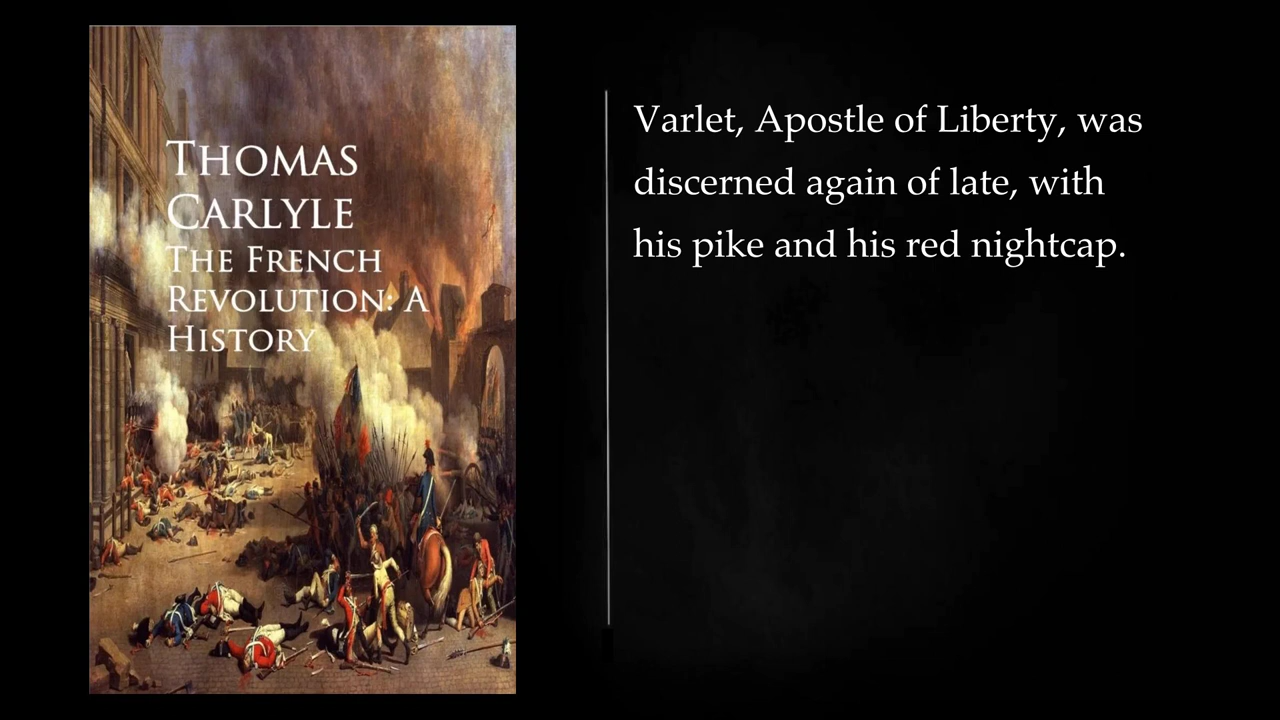 THOMAS
CARLYLE
THE FRENCH
REVOLUTION: A
HISTORY
Varlet, Apostle of Liberty, was
discerned again of late, with
his pike and his red nightcap.